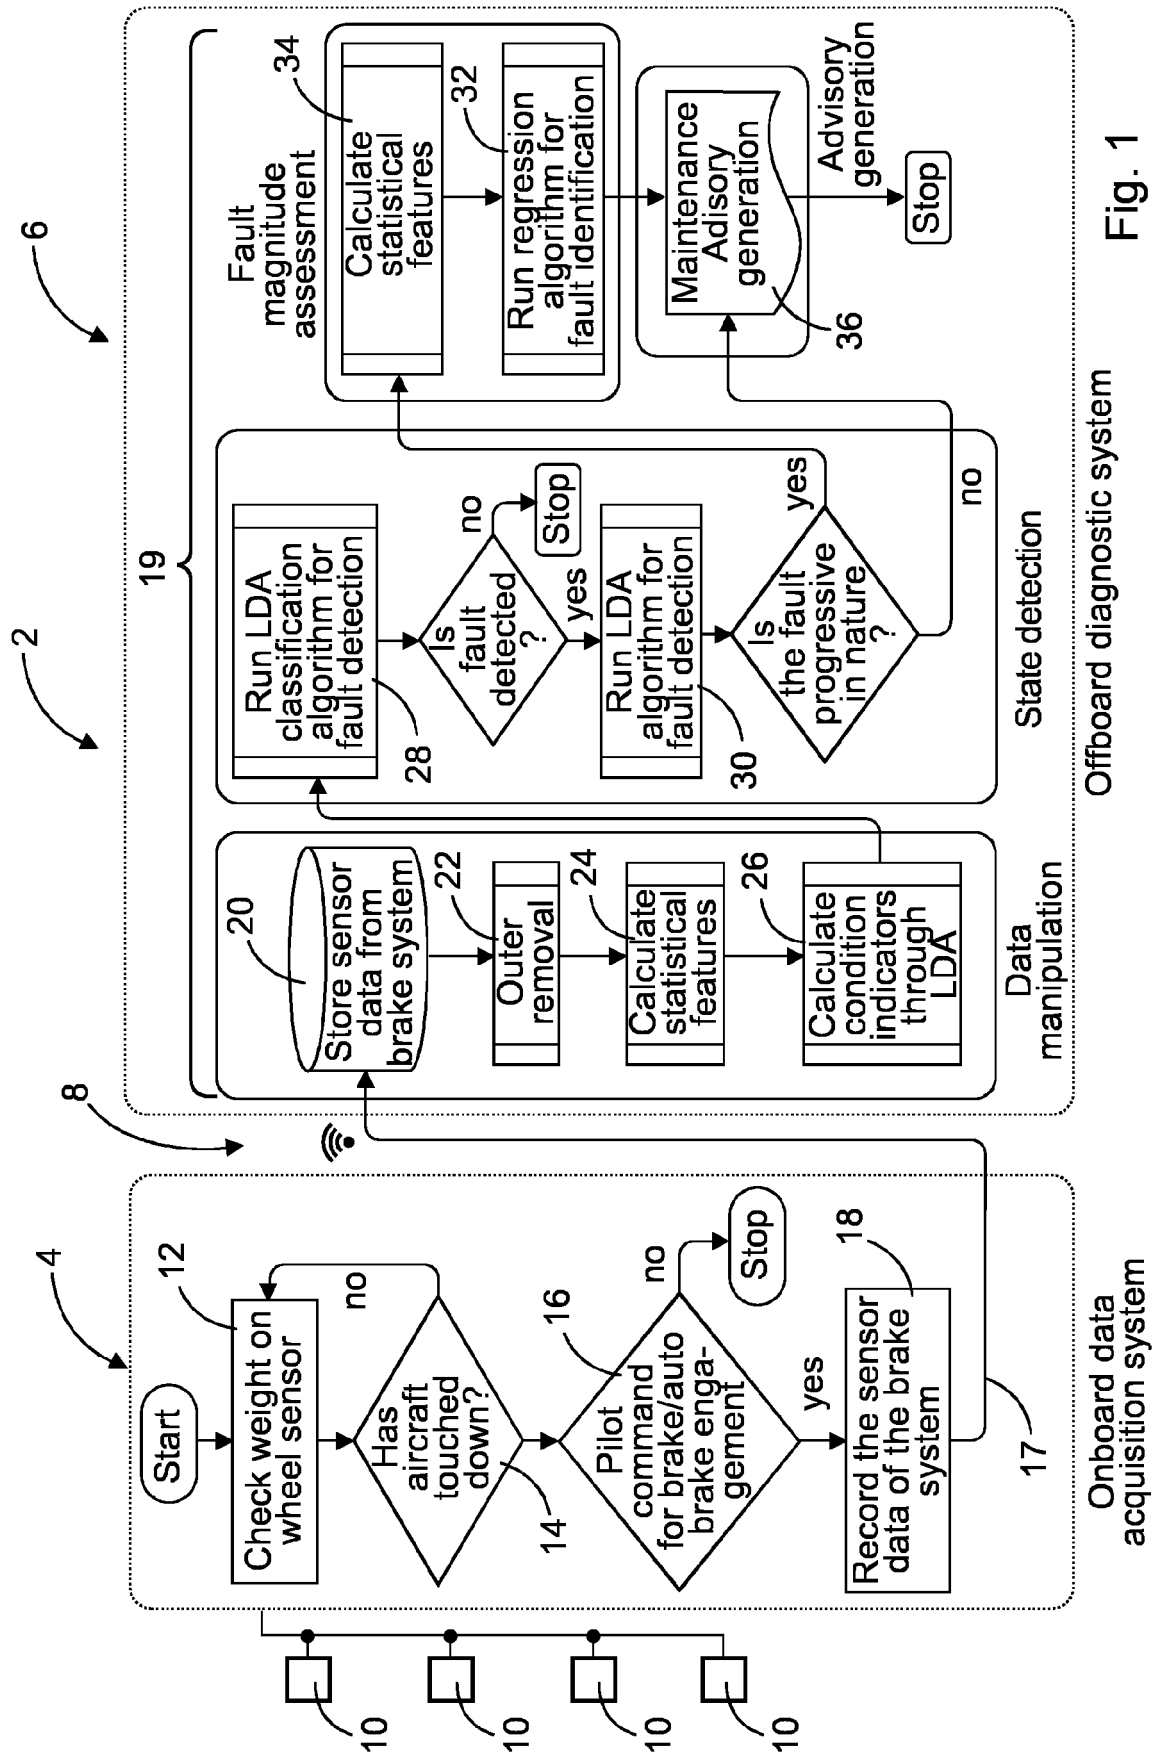 2
4
6
8
19
10
10
10
10
Start
12
Check weight on
wheel sensor
no
Has
aircraft
touched
down?
14
16
Pilot
command
for brake/auto
brake enga-
gement
no
Stop
yes
18
Record the sensor
data of the brake
system
17
Onboard data
acquisition system
20
Store sensor
data from
brake system
22
Outer
removal
24
Calculate
statistical
features
26
Calculate
condition
indicators
through
LDA
Data
manipulation
Run LDA
classification
algorithm for
fault detection
28
Is
fault
detected
?
no
Stop
yes
Run LDA
algorithm for
fault detection
30
Is
the fault
progressive
in nature
?
yes
no
State detection
Fault
magnitude
assessment
34
Calculate
statistical
features
32
Run regression
algorithm for
fault identification
Maintenance
Adisory
generation
36
Advisory
generation
Stop
Offboard diagnostic system
Fig. 1